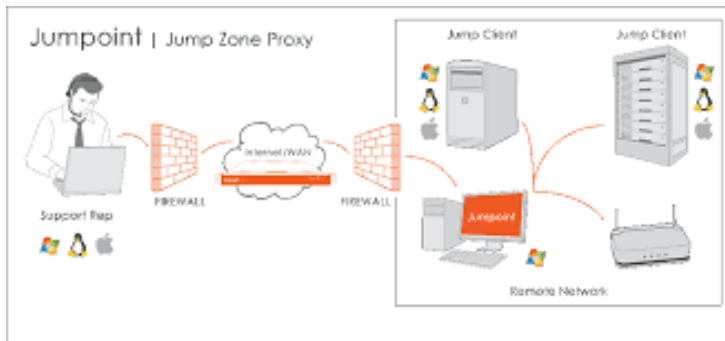 Jumpoint | Jump Zone Proxy
Jump Client
Jump Client
Internet/WAN
FIREWALL
FIREWALL
Support Rep
Jumpoint
Remote Network